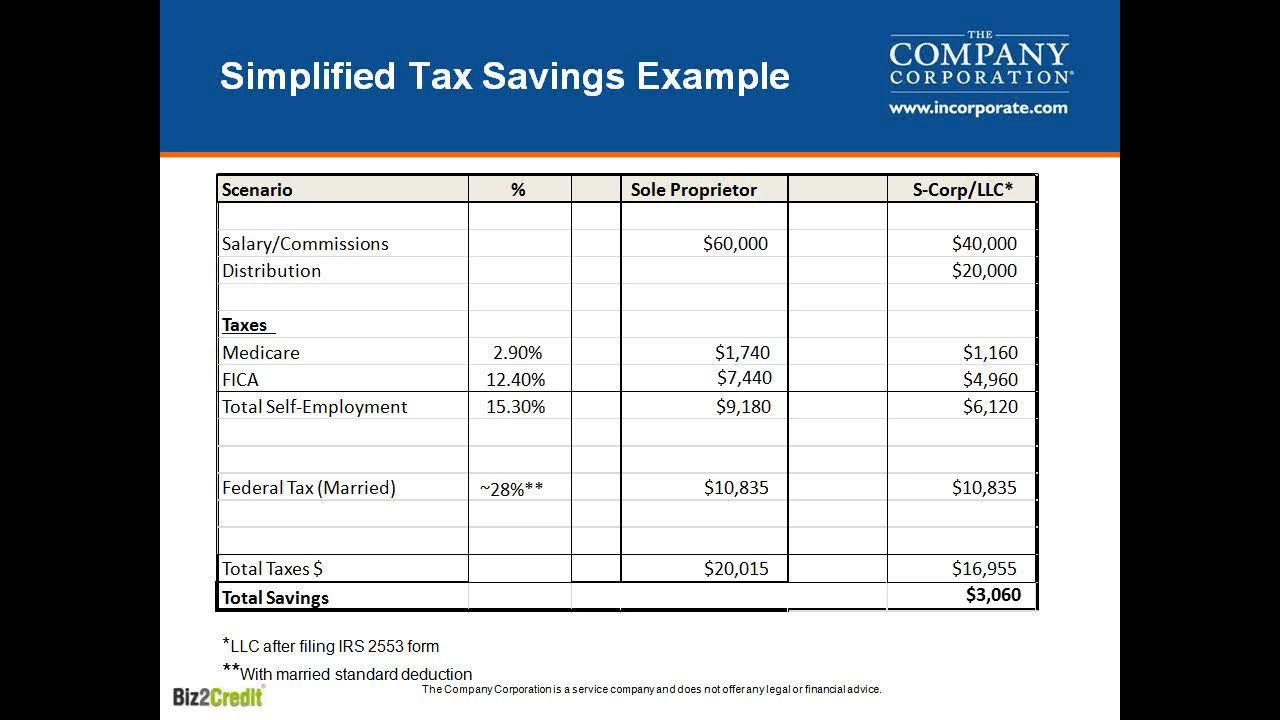 Simplified Tax Savings Example
THE
COMPANY
CORPORATION®
www.incorporate.com
Scenario % Sole Proprietor S-Corp/LLC*
Salary/Commissions $60,000 $40,000
Distribution $20,000
Taxes
Medicare 2.90% $1,740 $1,160
FICA 12.40% $7,440 $4,960
Total Self-Employment 15.30% $9,180 $6,120
Federal Tax (Married) ~28%** $10,835 $10,835
Total Taxes $ $20,015 $16,955
Total Savings $3,060
*LLC after filing IRS 2553 form
**With married standard deduction
The Company Corporation is a service company and does not offer any legal or financial advice.
Biz2Credit